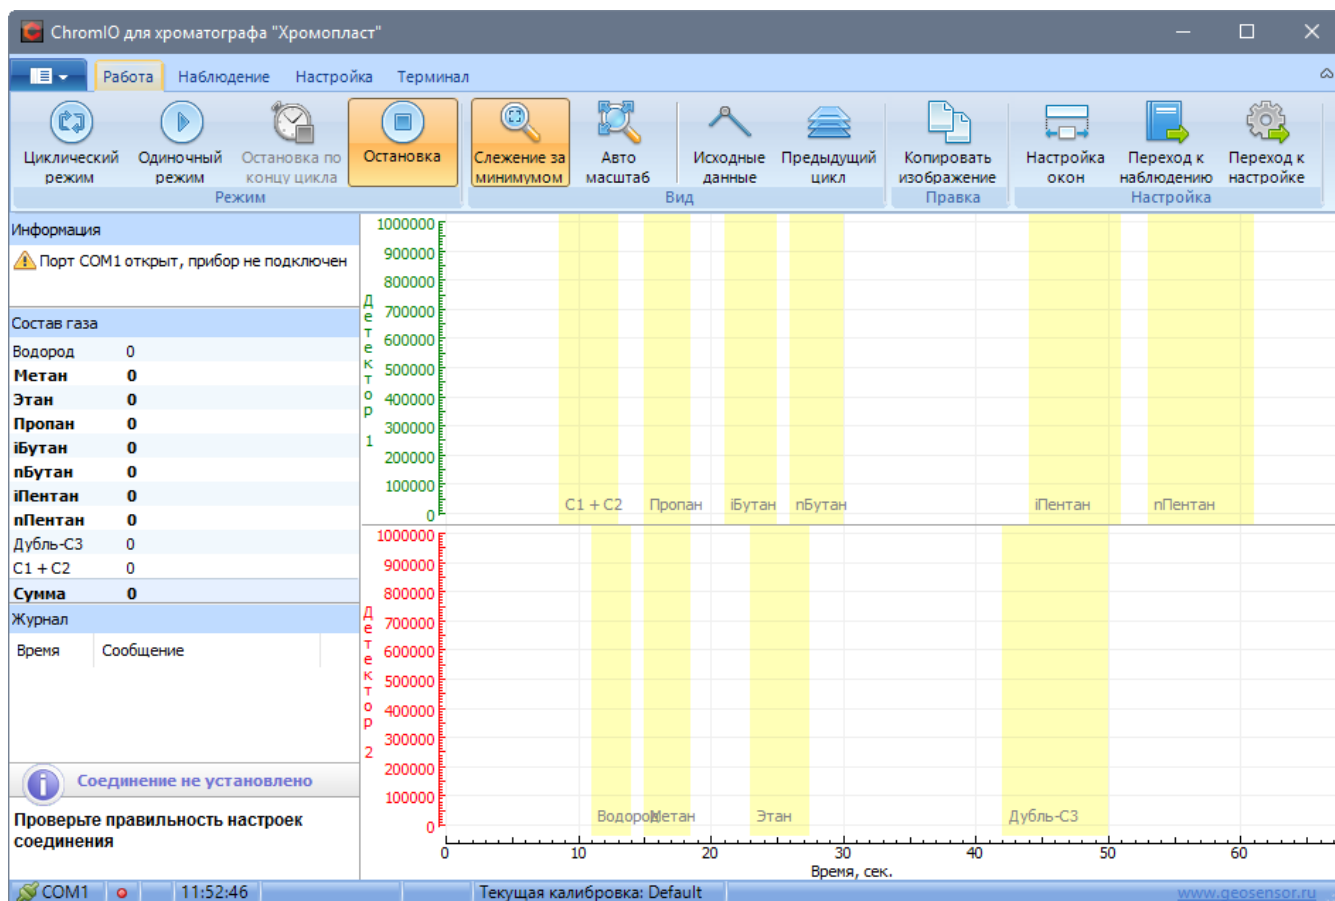 ChromIO для хроматографа "Хромопласт"
Работа Наблюдение Настройка Терминал
Циклический режим
Одиночный режим
Остановка по концу цикла
Остановка
Слежение за минимумом
Авто масштаб
Исходные данные
Предыдущий цикл
Копировать изображение
Настройка окон
Переход к наблюдению
Переход к настройке
Режим Вид Правка Настройка
Информация
Порт COM1 открыт, прибор не подключен
Состав газа
Водород 0
Метан 0
Этан 0
Пропан 0
iБутан 0
nБутан 0
iПентан 0
nПентан 0
Дубль-С3 0
С1 + С2 0
Сумма 0
Журнал
Время Сообщение
Соединение не установлено
Проверьте правильность настроек
соединения
Детектор 1
1000000
900000
800000
700000
600000
500000
400000
300000
200000
100000
0
С1 + С2 Пропан iБутан nБутан iПентан nПентан
Детектор 2
1000000
900000
800000
700000
600000
500000
400000
300000
200000
100000
0
Водород Метан Этан Дубль-С3
0 10 20 30 40 50 60
Время, сек.
COM1 11:52:46 Текущая калибровка: Default www.geosensor.ru